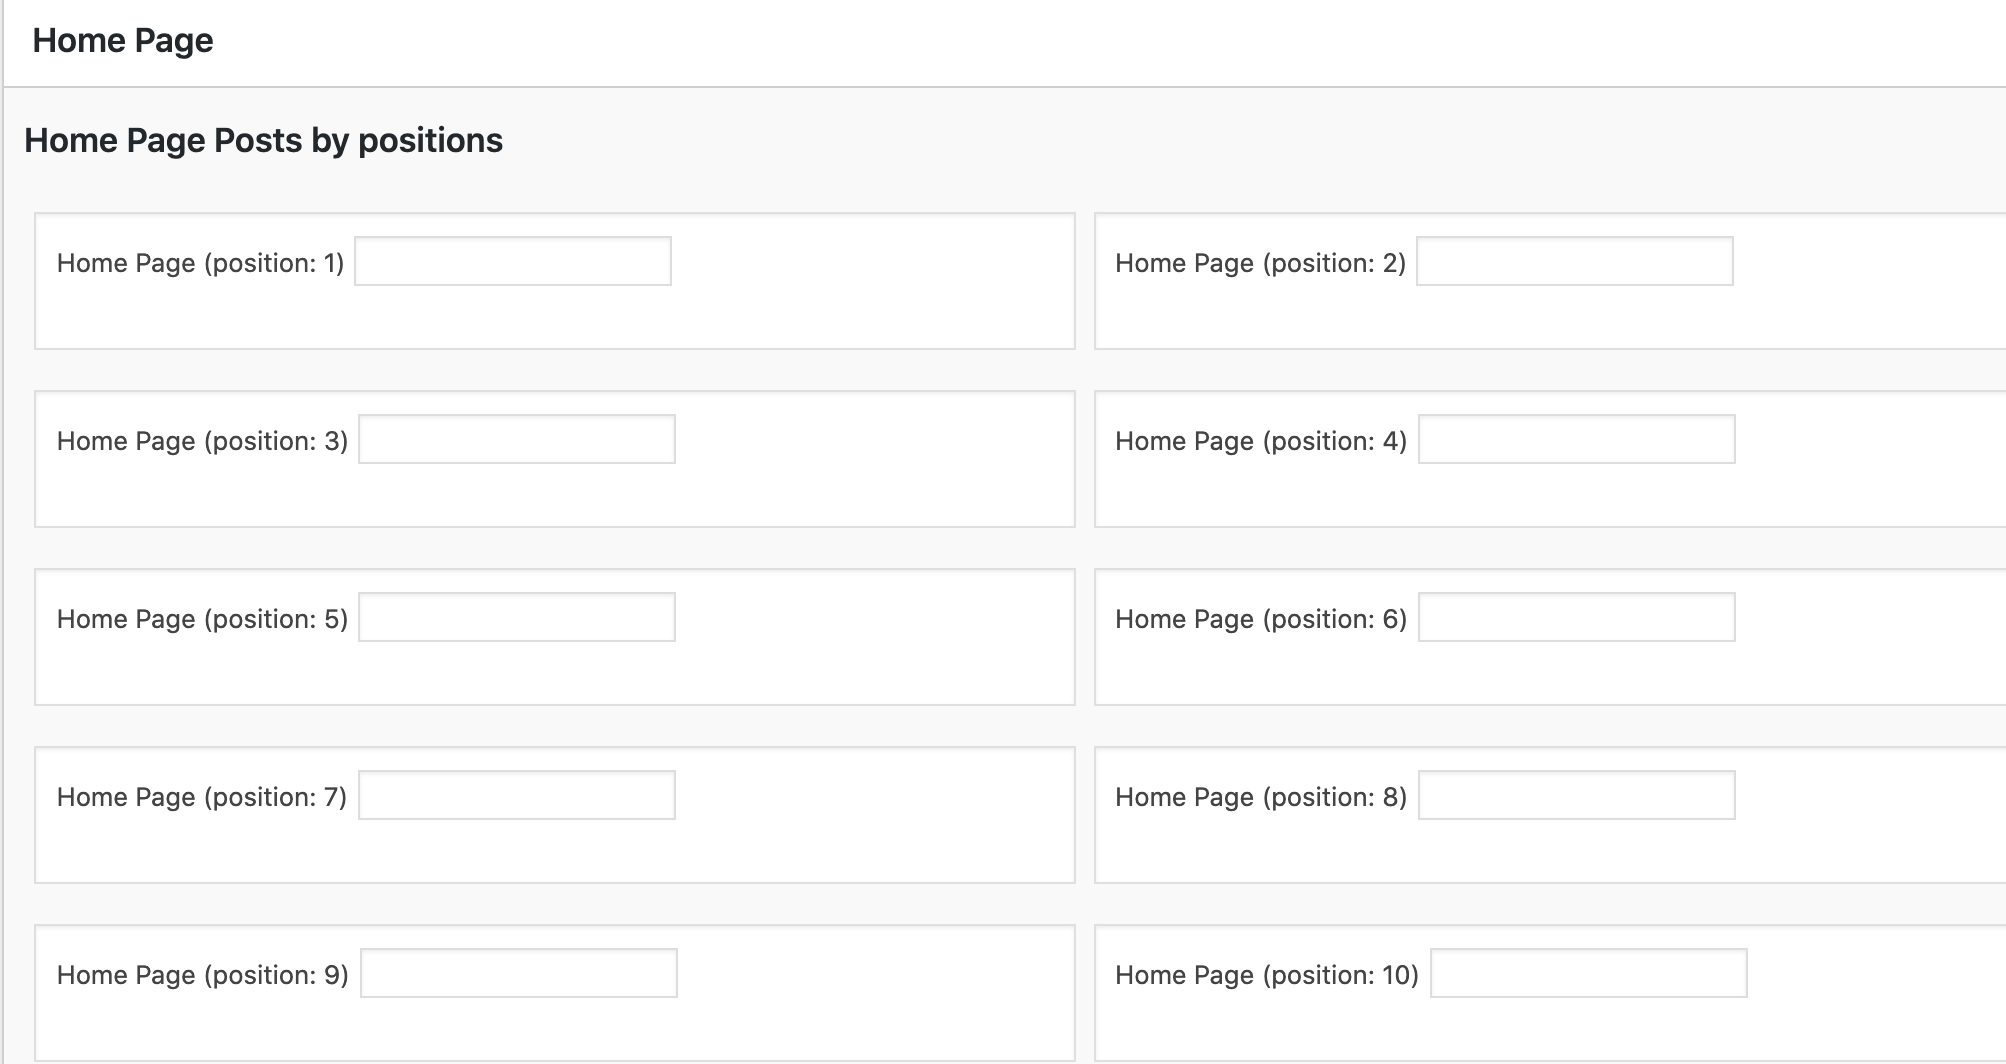 Home Page
Home Page Posts by positions
Home Page (position: 1)
Home Page (position: 2)
Home Page (position: 3)
Home Page (position: 4)
Home Page (position: 5)
Home Page (position: 6)
Home Page (position: 7)
Home Page (position: 8)
Home Page (position: 9)
Home Page (position: 10)